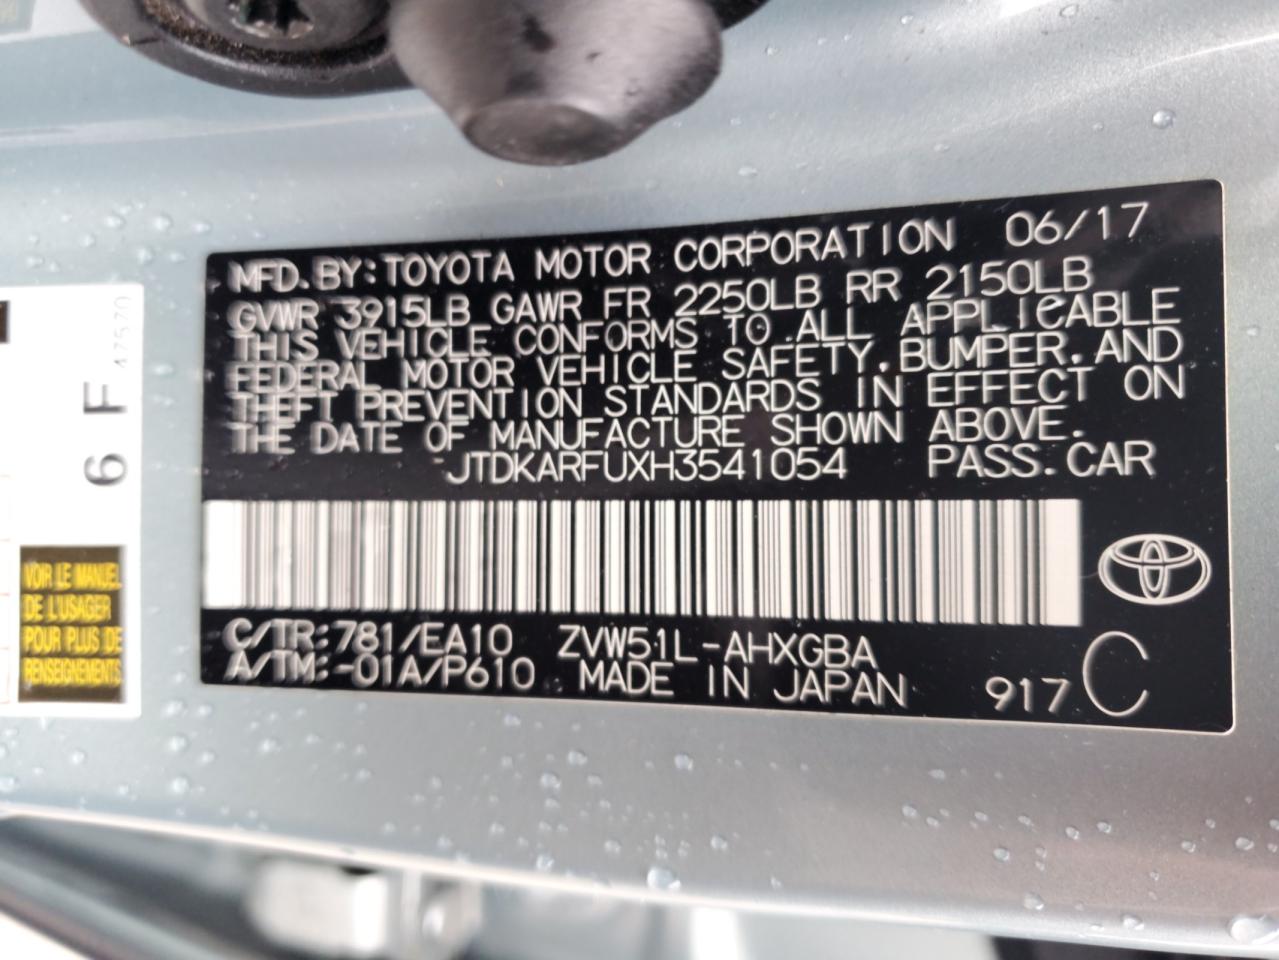 MFD.BY:TOYOTA MOTOR CORPORATION 06/17
GVWR 3915LB GAWR FR 2250LB RR 2150LB
THIS VEHICLE CONFORMS TO ALL APPLICABLE
FEDERAL MOTOR VEHICLE SAFETY,BUMPER,AND
THEFT PREVENTION STANDARDS IN EFFECT ON
THE DATE OF MANUFACTURE SHOWN ABOVE.
JTDKARFUXH3541054 PASS.CAR
C/TR:781/EA10 ZVW51L-AHXGBA
A/TM:-01A/P610 MADE IN JAPAN 917 C
6 F 47570
VOIR LE MANUEL
DE L'USAGER
POUR PLUS DE
RENSEIGNEMENTS